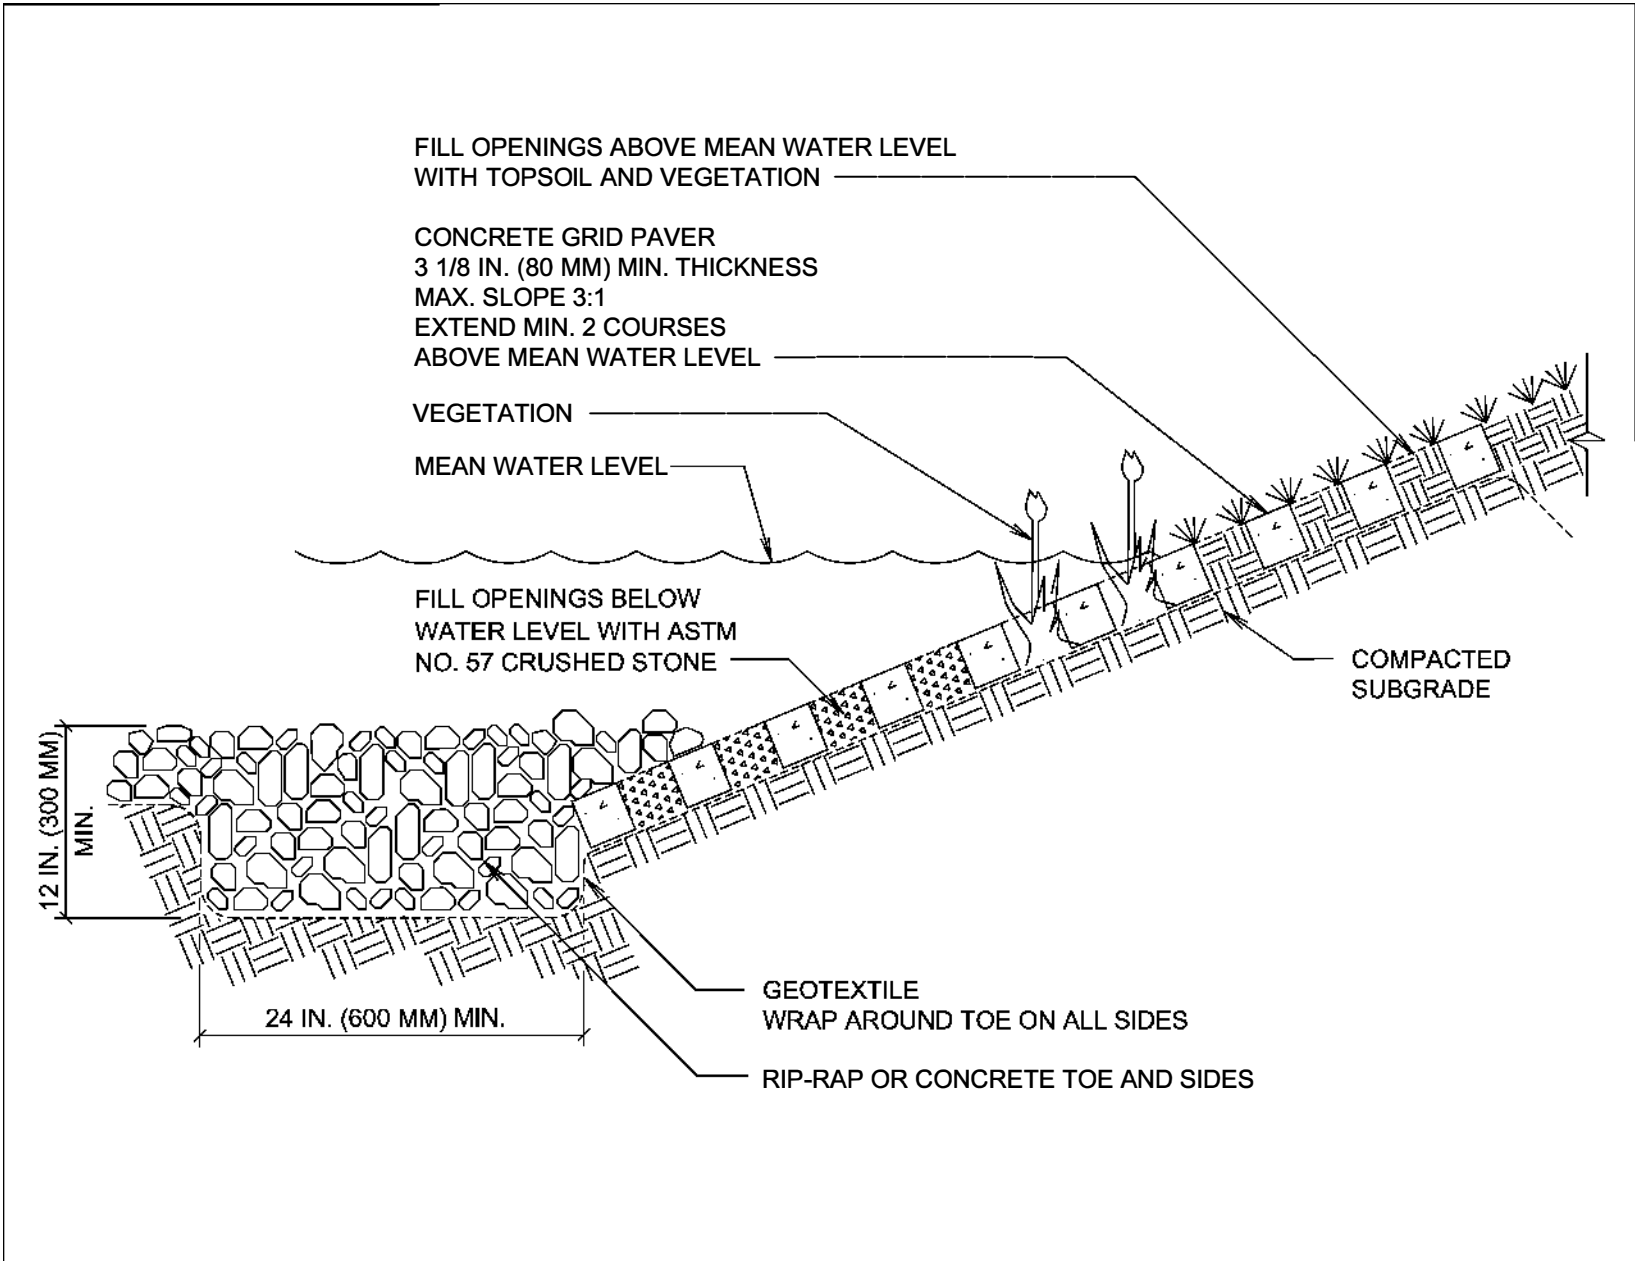 FILL OPENINGS ABOVE MEAN WATER LEVEL
WITH TOPSOIL AND VEGETATION
CONCRETE GRID PAVER
3 1/8 IN. (80 MM) MIN. THICKNESS
MAX. SLOPE 3:1
EXTEND MIN. 2 COURSES
ABOVE MEAN WATER LEVEL
VEGETATION
MEAN WATER LEVEL
FILL OPENINGS BELOW
WATER LEVEL WITH ASTM
NO. 57 CRUSHED STONE
COMPACTED
SUBGRADE
12 IN. (300 MM)
MIN.
24 IN. (600 MM) MIN.
GEOTEXTILE
WRAP AROUND TOE ON ALL SIDES
RIP-RAP OR CONCRETE TOE AND SIDES